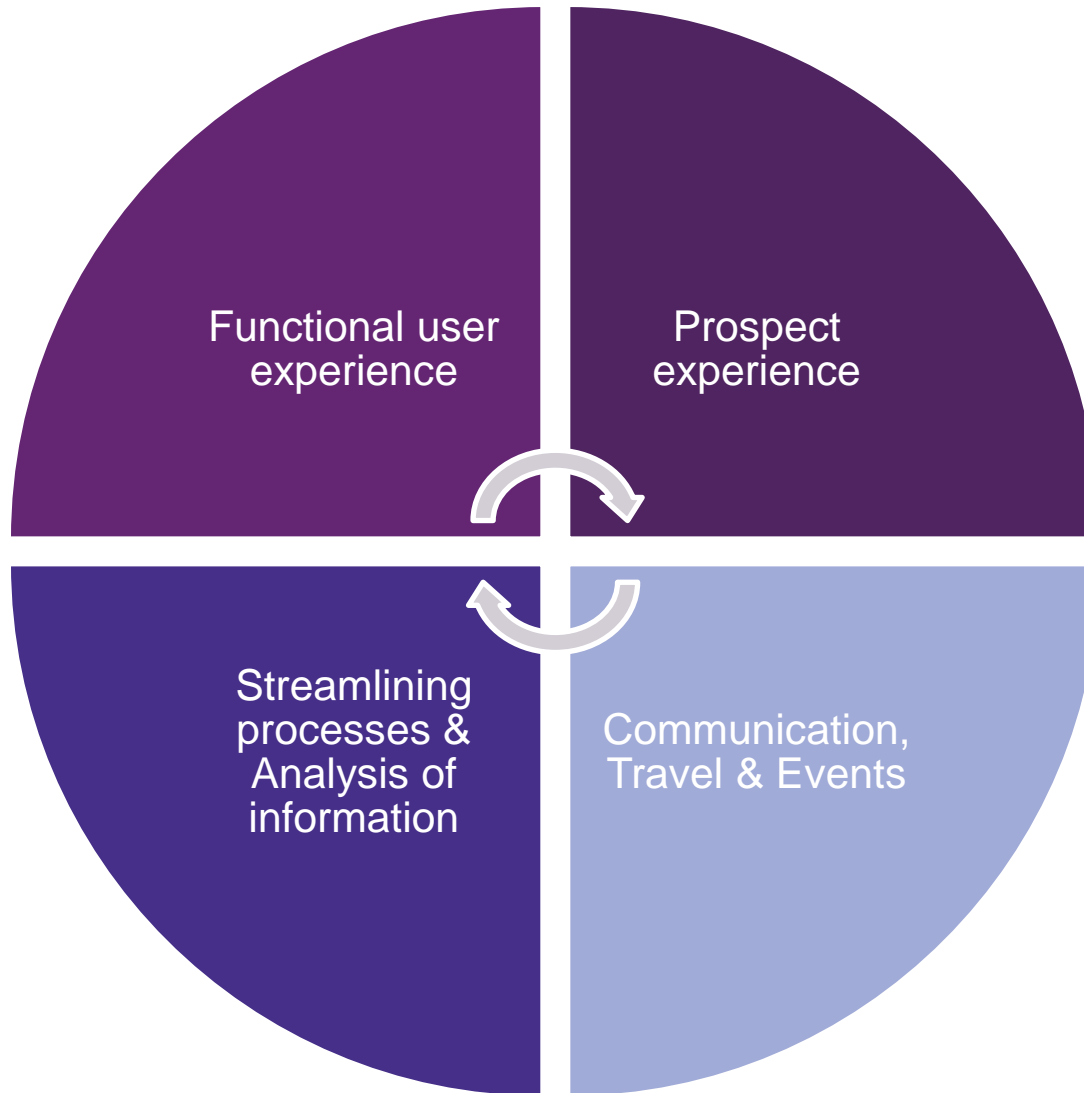 Functional user
experience
Prospect
experience
Streamlining
processes &
Analysis of
information
Communication,
Travel & Events